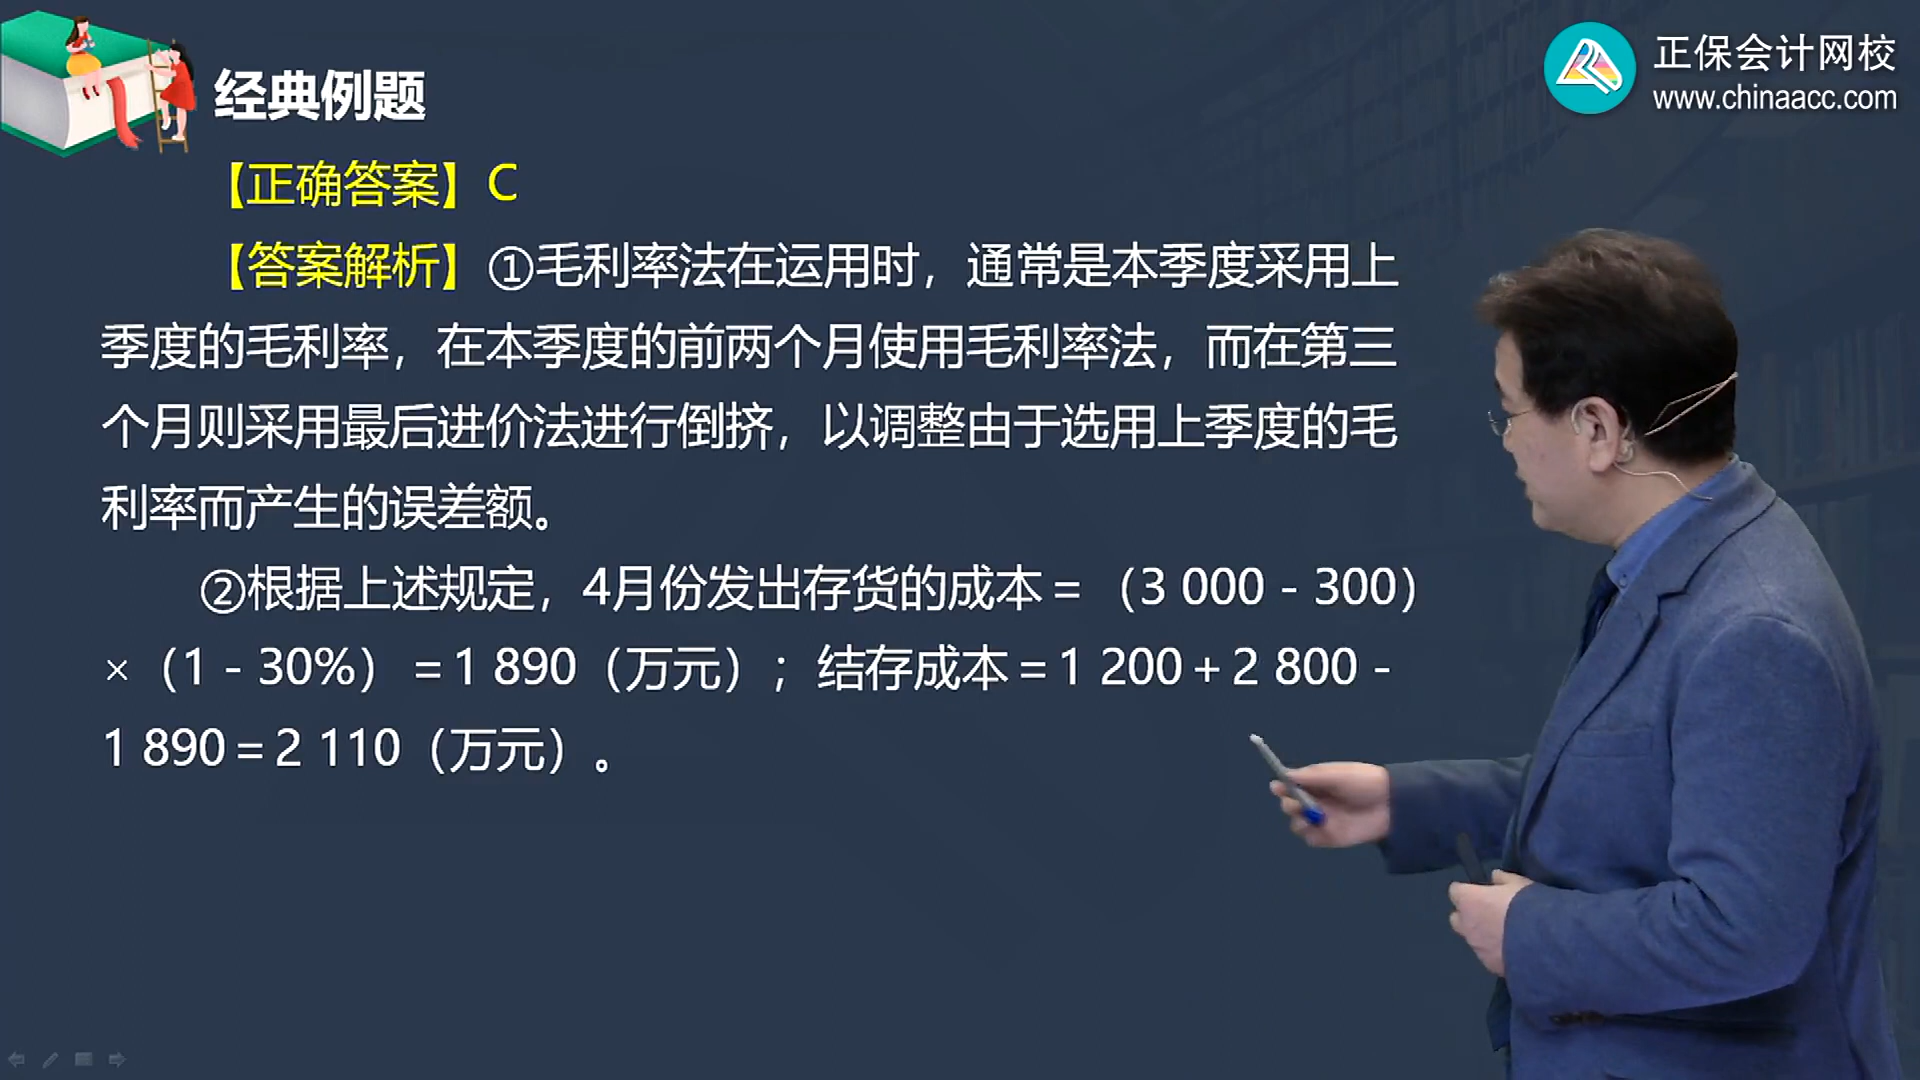 正保会计网校
www.chinaacc.com
经典例题
【正确答案】C
【答案解析】①毛利率法在运用时，通常是本季度采用上
季度的毛利率，在本季度的前两个月使用毛利率法，而在第三
个月则采用最后进价法进行倒挤，以调整由于选用上季度的毛
利率而产生的误差额。
②根据上述规定，4月份发出存货的成本＝（3 000－300）
×（1－30%）＝1 890（万元）；结存成本＝1 200＋2 800－
1 890＝2 110（万元）。